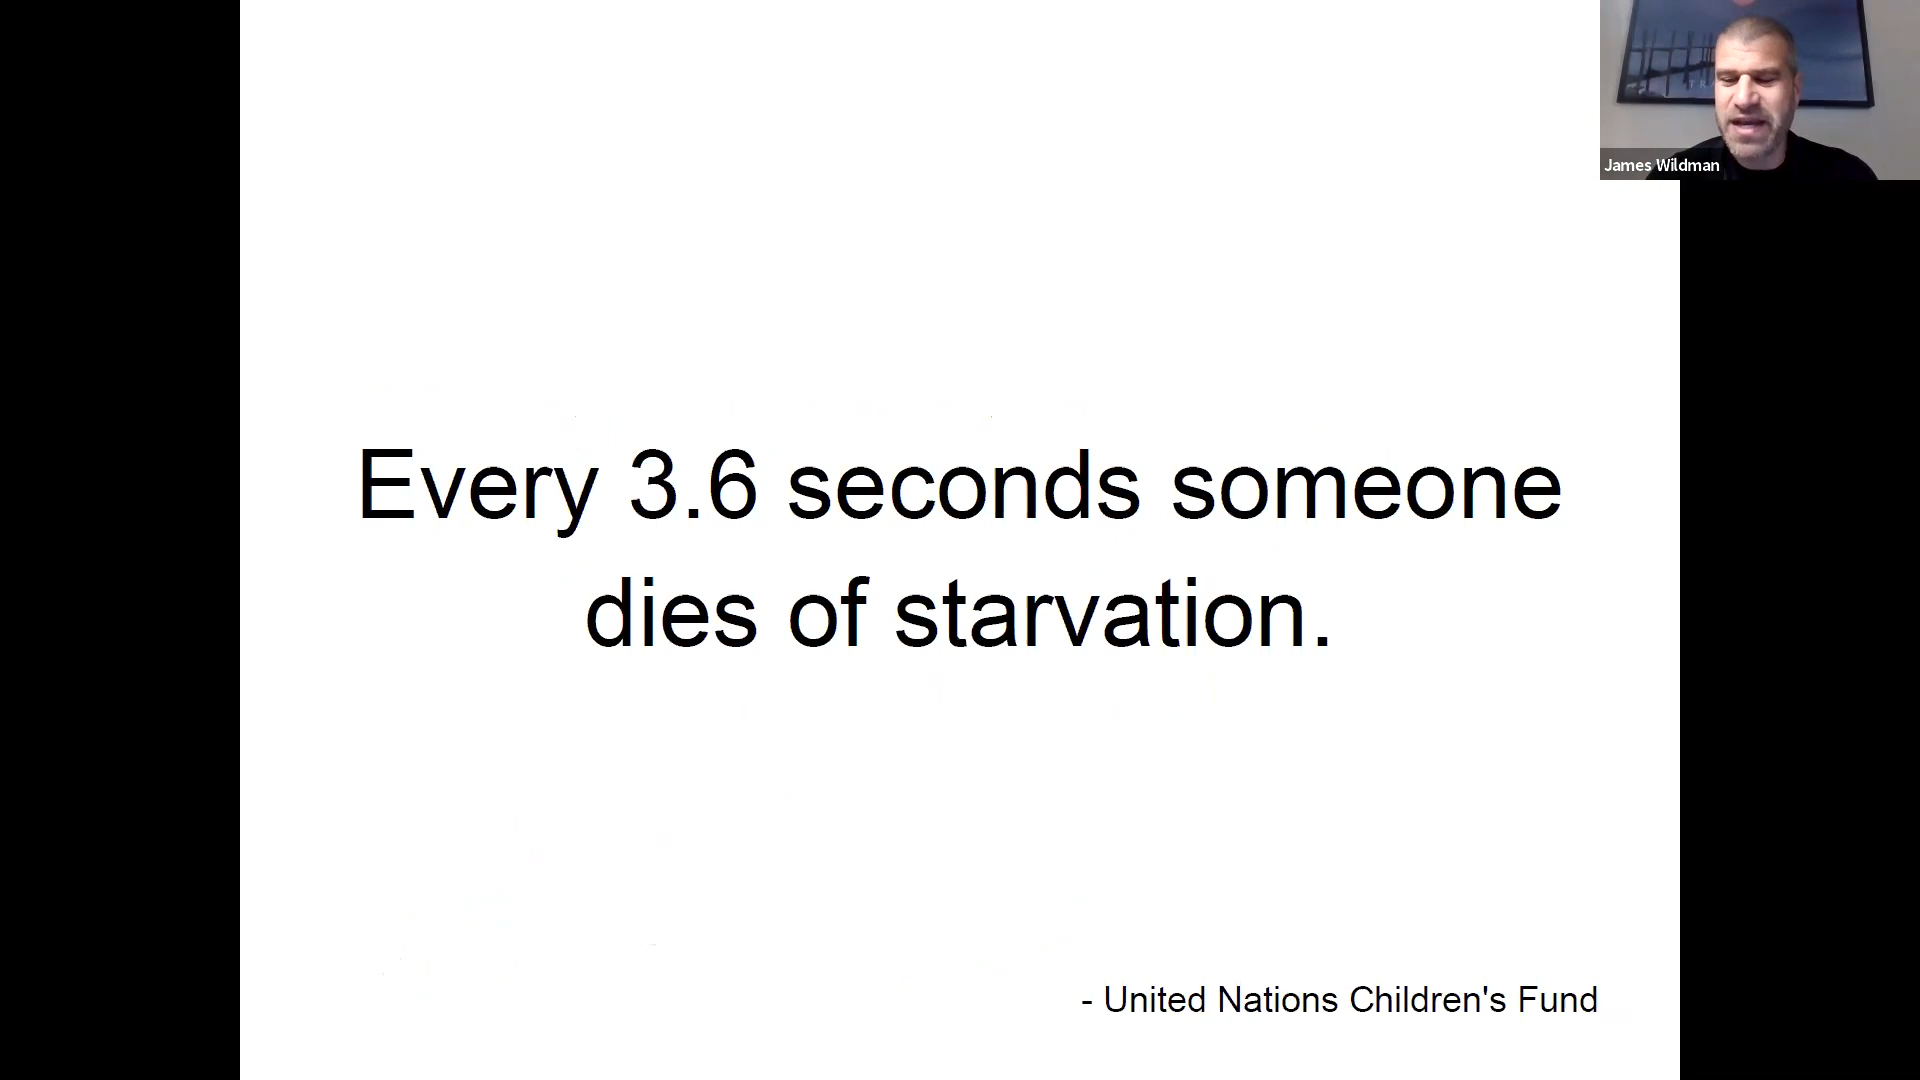 James Wildman
Every 3.6 seconds someone
dies of starvation.
- United Nations Children's Fund